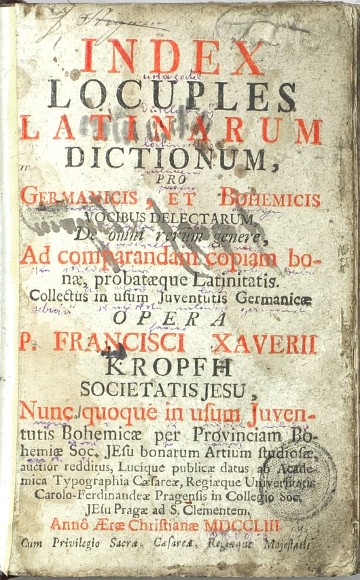 INDEX
LOCUPLES
LATINARUM
DICTIONUM,
PRO
GERMANICIS, ET BOHEMICIS
VOCIBUS DELECTARUM
De omni rerum genere,
Ad comparandam copiam bo-
næ, probatæque Latinitatis.
Collectus in usum Juventutis Germanicæ
OPERA
P. FRANCISCI XAVERII
KROPFH
SOCIETATIS JESU,
Nunc quoque in usum Juven-
tutis Bohemicæ per Provinciam Bo-
hemiæ Soc. JEsu bonarum Artium studiosæ,
auctior redditus, Lucique publicæ datus ab Acade-
mica Typographia Cæsareæ, Regiæque Universitatis
Carolo-Ferdinandeæ Pragensis in Collegio Soc.
JEsu Pragæ ad S. Clementem,
Annô Æræ Christianæ MDCCLIII
Cum Privilegio Sacræ, Cæsareæ, Regiæque Majestatis